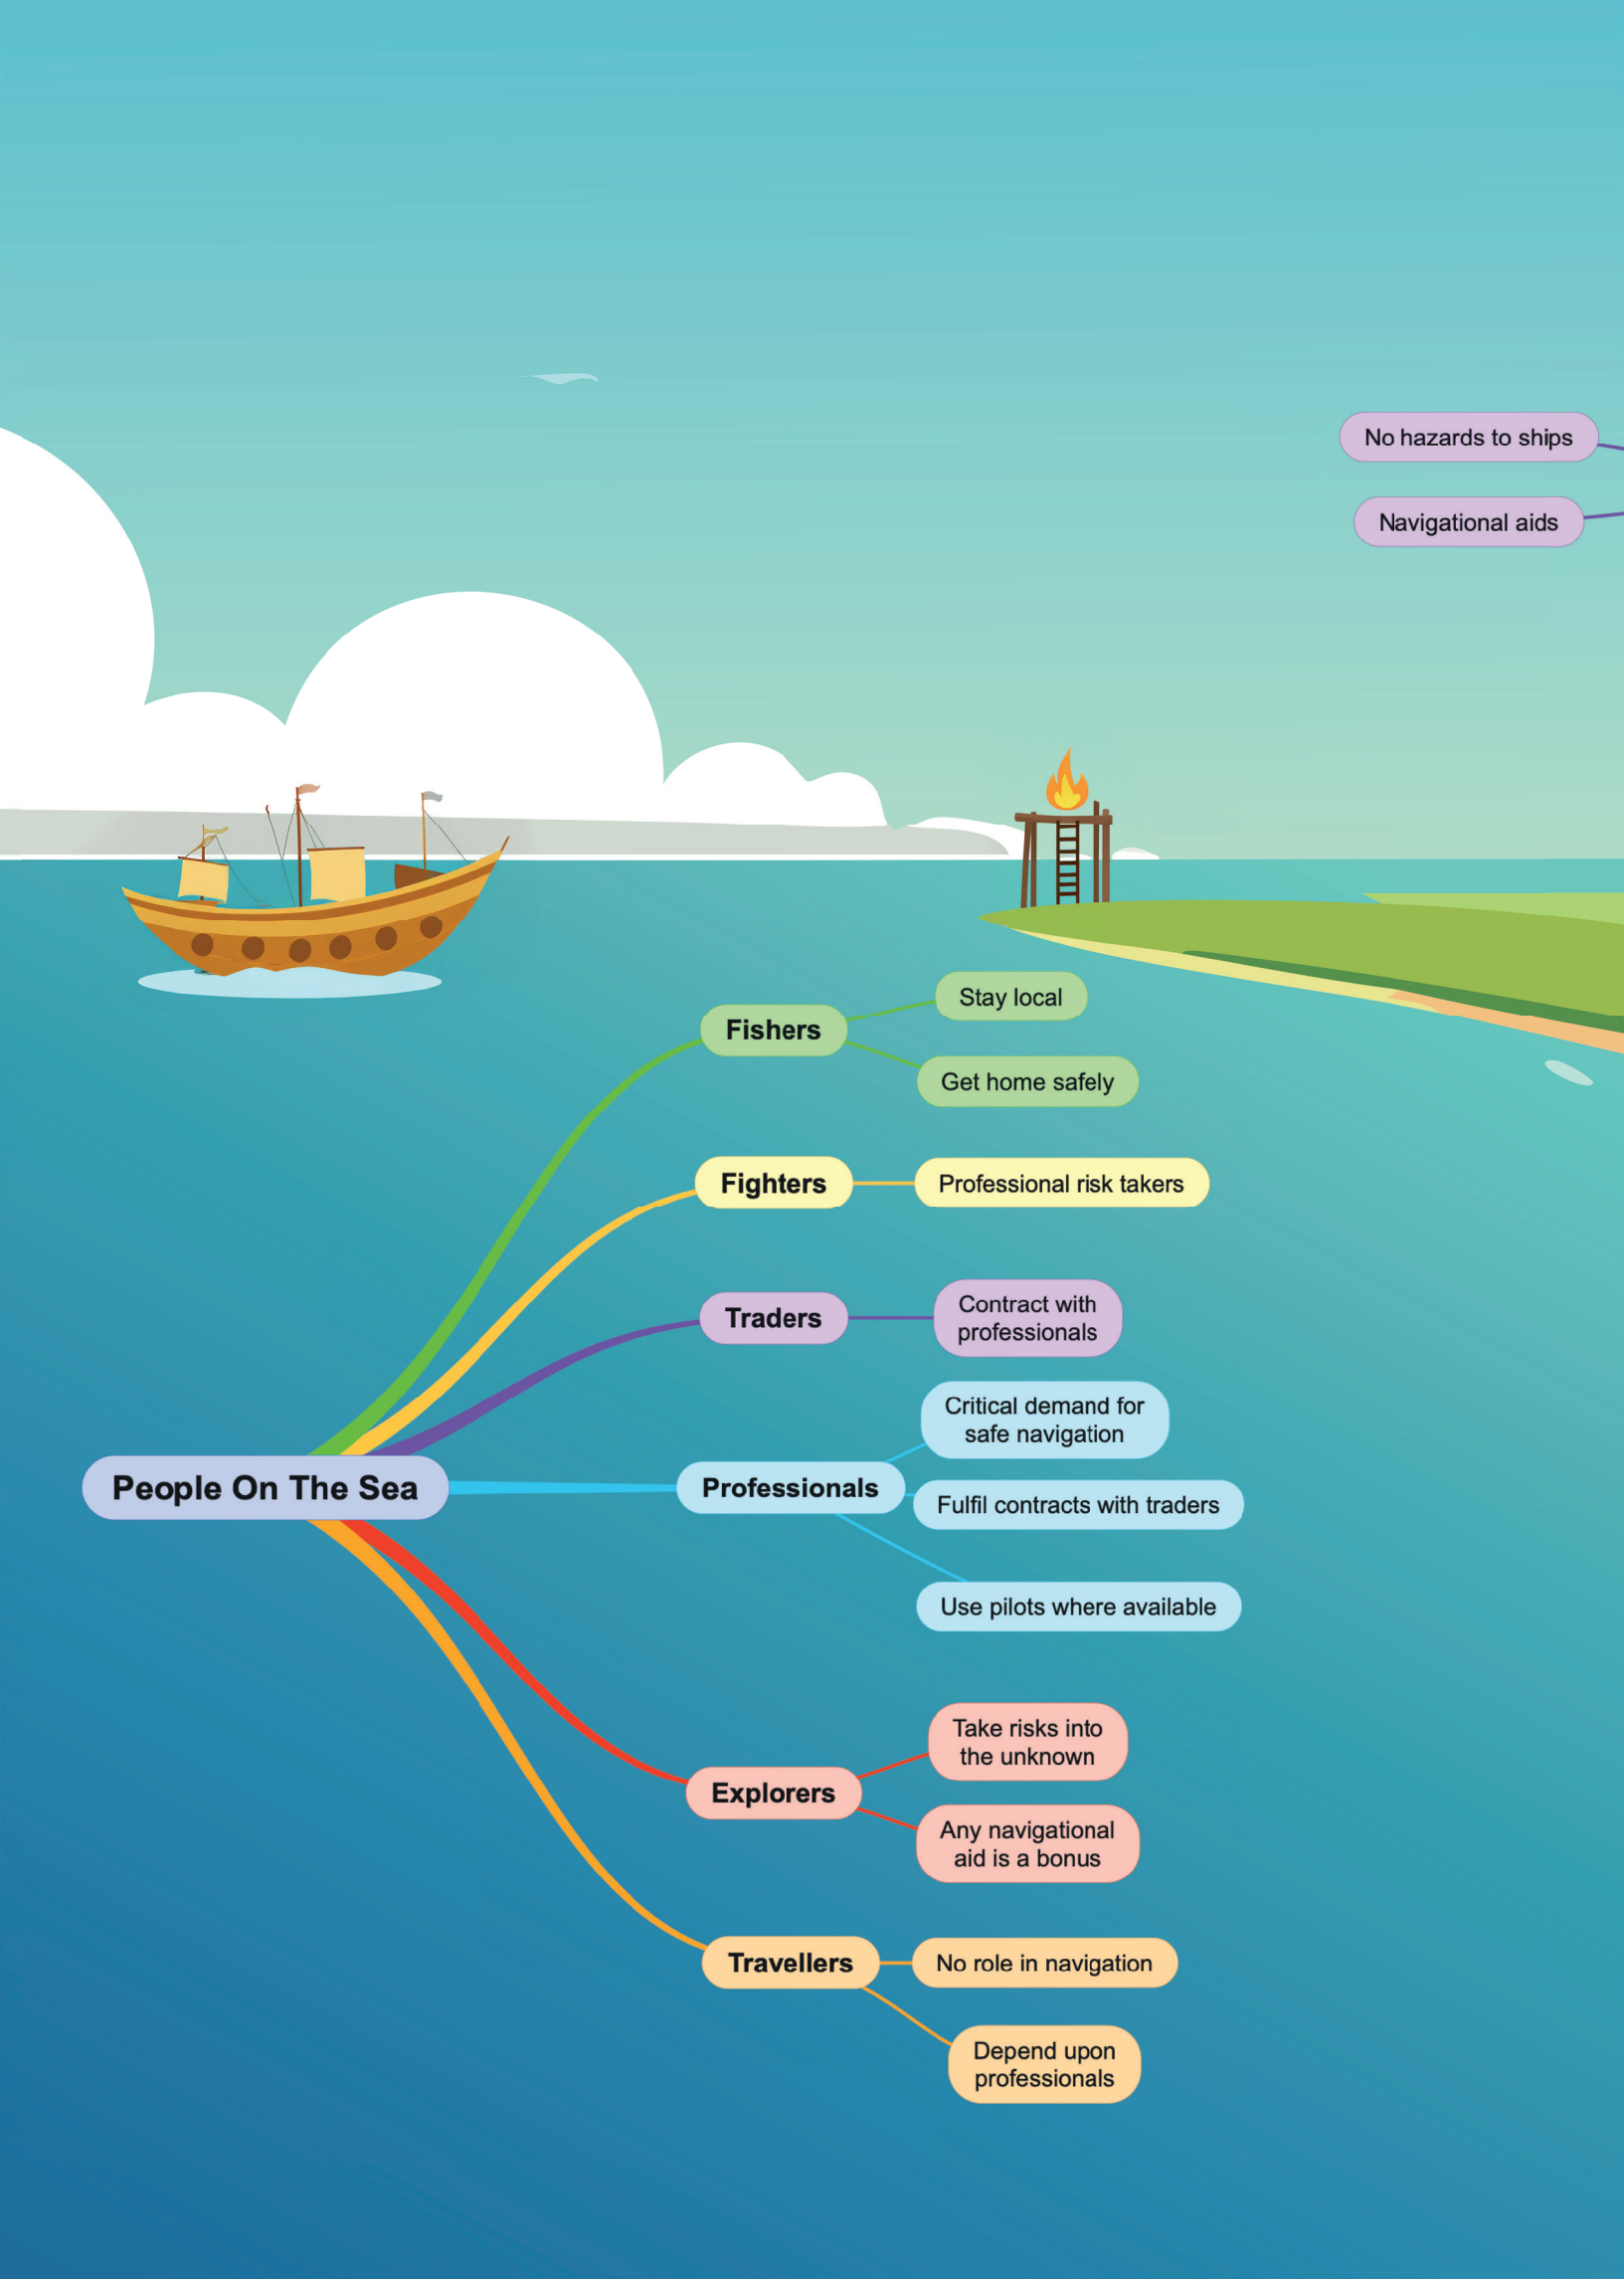 No hazards to ships
Navigational aids
Stay local
Fishers
Get home safely
Fighters
Professional risk takers
Traders
Contract with
professionals
Critical demand for
safe navigation
People On The Sea
Professionals
Fulfil contracts with traders
Use pilots where available
Take risks into
the unknown
Explorers
Any navigational
aid is a bonus
Travellers
No role in navigation
Depend upon
professionals